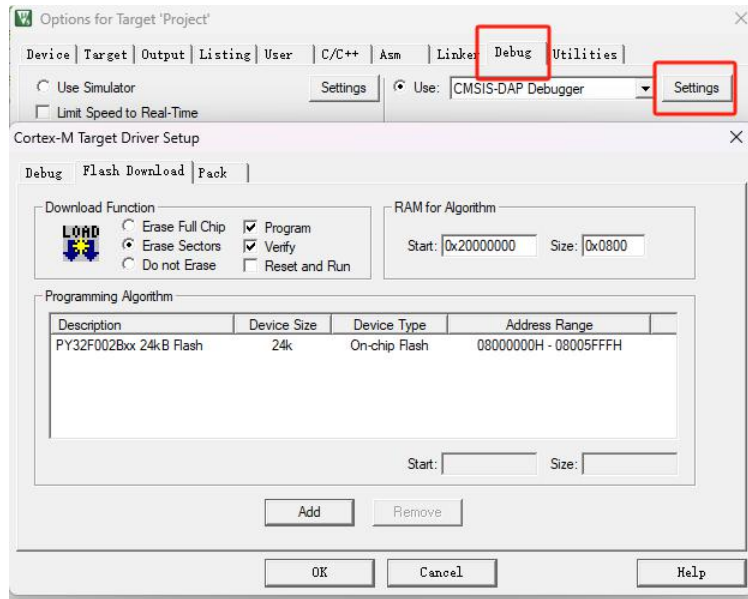 Options for Target 'Project'
Device Target Output Listing User C/C++ Asm Linker Debug Utilities
Use Simulator Settings Use: CMSIS-DAP Debugger Settings
Limit Speed to Real-Time
Cortex-M Target Driver Setup
Debug Flash Download Pack
Download Function RAM for Algorithm
LOAD Erase Full Chip Program
Erase Sectors Verify Start: 0x20000000 Size: 0x0800
Do not Erase Reset and Run
Programming Algorithm
Description Device Size Device Type Address Range
PY32F002Bxx 24kB Flash 24k On-chip Flash 08000000H - 08005FFFH
Start: Size:
Add Remove
OK Cancel Help